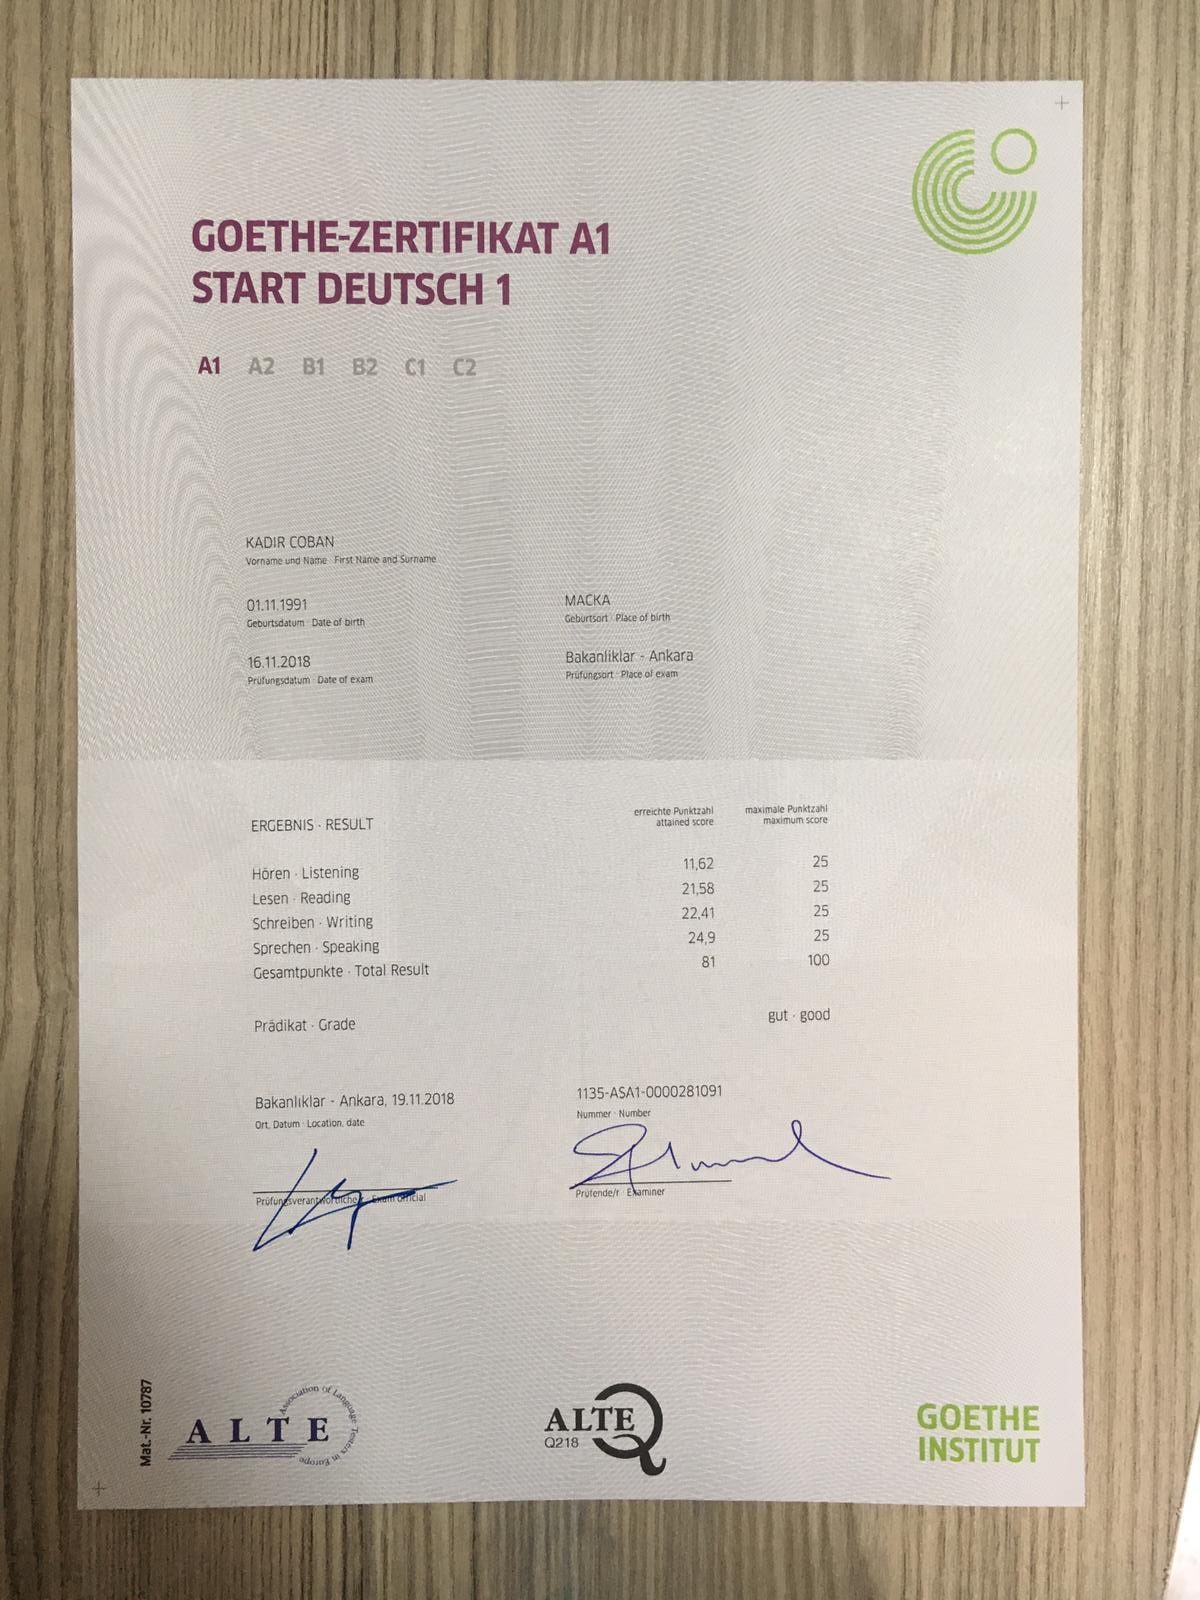 GOETHE-ZERTIFIKAT A1
START DEUTSCH 1
A1 A2 B1 B2 C1 C2
KADIR COBAN
Vorname und Name · First Name and Surname
01.11.1991
Geburtsdatum · Date of birth
MACKA
Geburtsort · Place of birth
16.11.2018
Prüfungsdatum · Date of exam
Bakanliklar - Ankara
Prüfungsort · Place of exam
ERGEBNIS · RESULT
erreichte Punktzahl
attained score
maximale Punktzahl
maximum score
Hören · Listening 11,62 25
Lesen · Reading 21,58 25
Schreiben · Writing 22,41 25
Sprechen · Speaking 24,9 25
Gesamtpunkte · Total Result 81 100
Prädikat · Grade gut · good
Bakanlıklar - Ankara, 19.11.2018
Ort, Datum · Location, date
1135-ASA1-0000281091
Nummer · Number
Prüfungsverantwortliche/ · Exam official
Prüfende/r · Examiner
Mat.-Nr. 10787
ALTE
Association of Language Testers in Europe
ALTE
Q218
GOETHE
INSTITUT